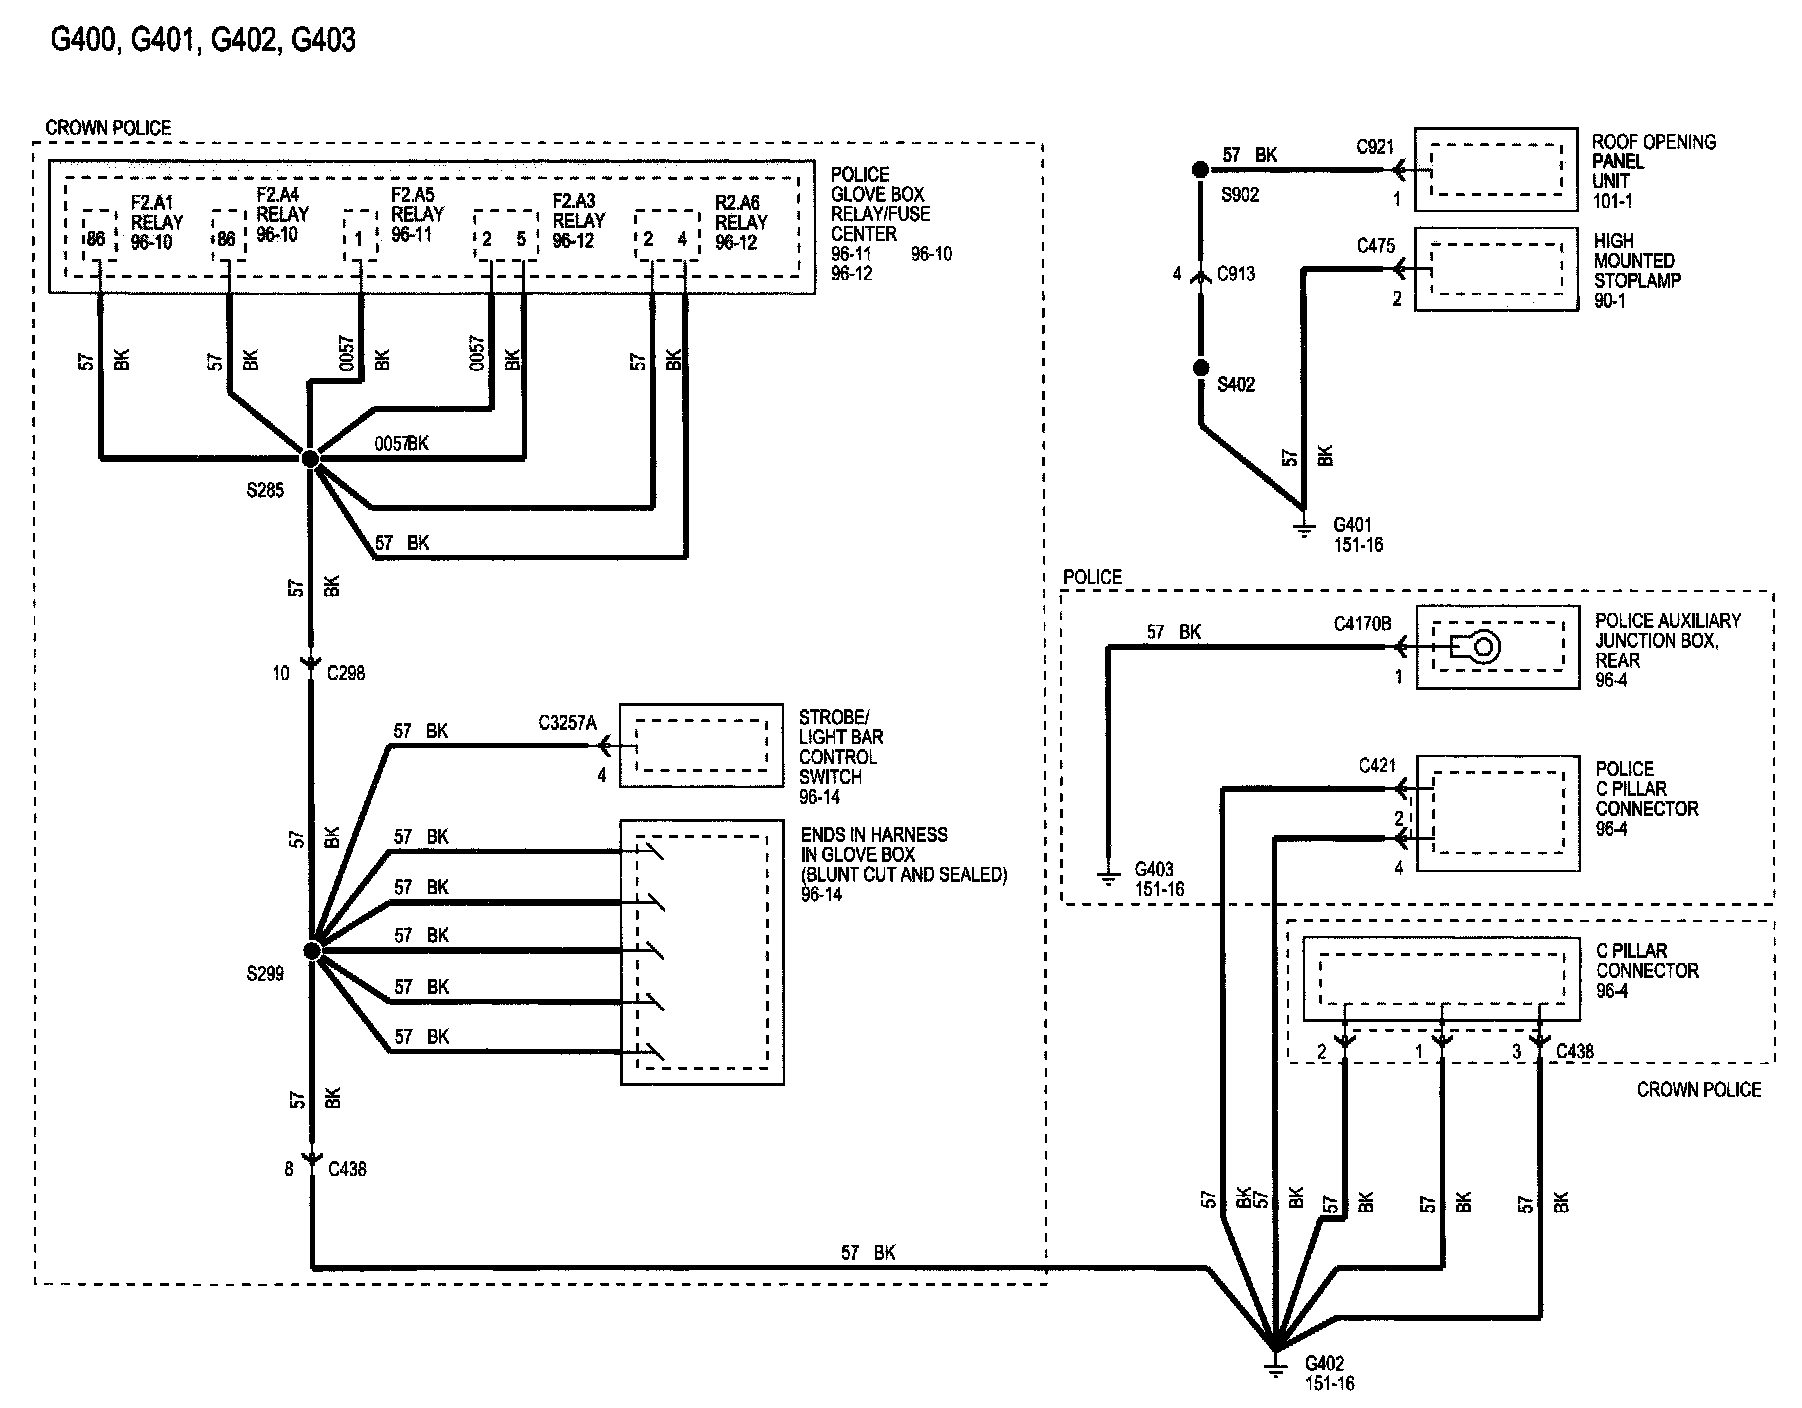 G400, G401, G402, G403
CROWN POLICE
F2.A1
RELAY
96-10
86
F2.A4
RELAY
96-10
86
F2.A5
RELAY
96-11
1
F2.A3
RELAY
96-12
2 5
R2.A6
RELAY
96-12
2 4
POLICE
GLOVE BOX
RELAY/FUSE
CENTER
96-11 96-10
96-12
57 BK
57 BK
0057 BK
0057 BK
57 BK
0057BK
S285
57 BK
57 BK
10 C298
57 BK
C3257A
4
STROBE/
LIGHT BAR
CONTROL
SWITCH
96-14
57 BK
57 BK
57 BK
57 BK
57 BK
57 BK
ENDS IN HARNESS
IN GLOVE BOX
(BLUNT CUT AND SEALED)
96-14
S299
57 BK
8 C438
57 BK
57 BK
C921
1
ROOF OPENING
PANEL
UNIT
101-1
S902
4 C913
S402
C475
2
HIGH
MOUNTED
STOPLAMP
90-1
57 BK
G401
151-16
POLICE
57 BK
C4170B
1
POLICE AUXILIARY
JUNCTION BOX,
REAR
96-4
C421
2
4
POLICE
C PILLAR
CONNECTOR
96-4
G403
151-16
C PILLAR
CONNECTOR
96-4
2 1 3 C438
CROWN POLICE
57 BK
57 BK
57 BK
57 BK
57 BK
G402
151-16